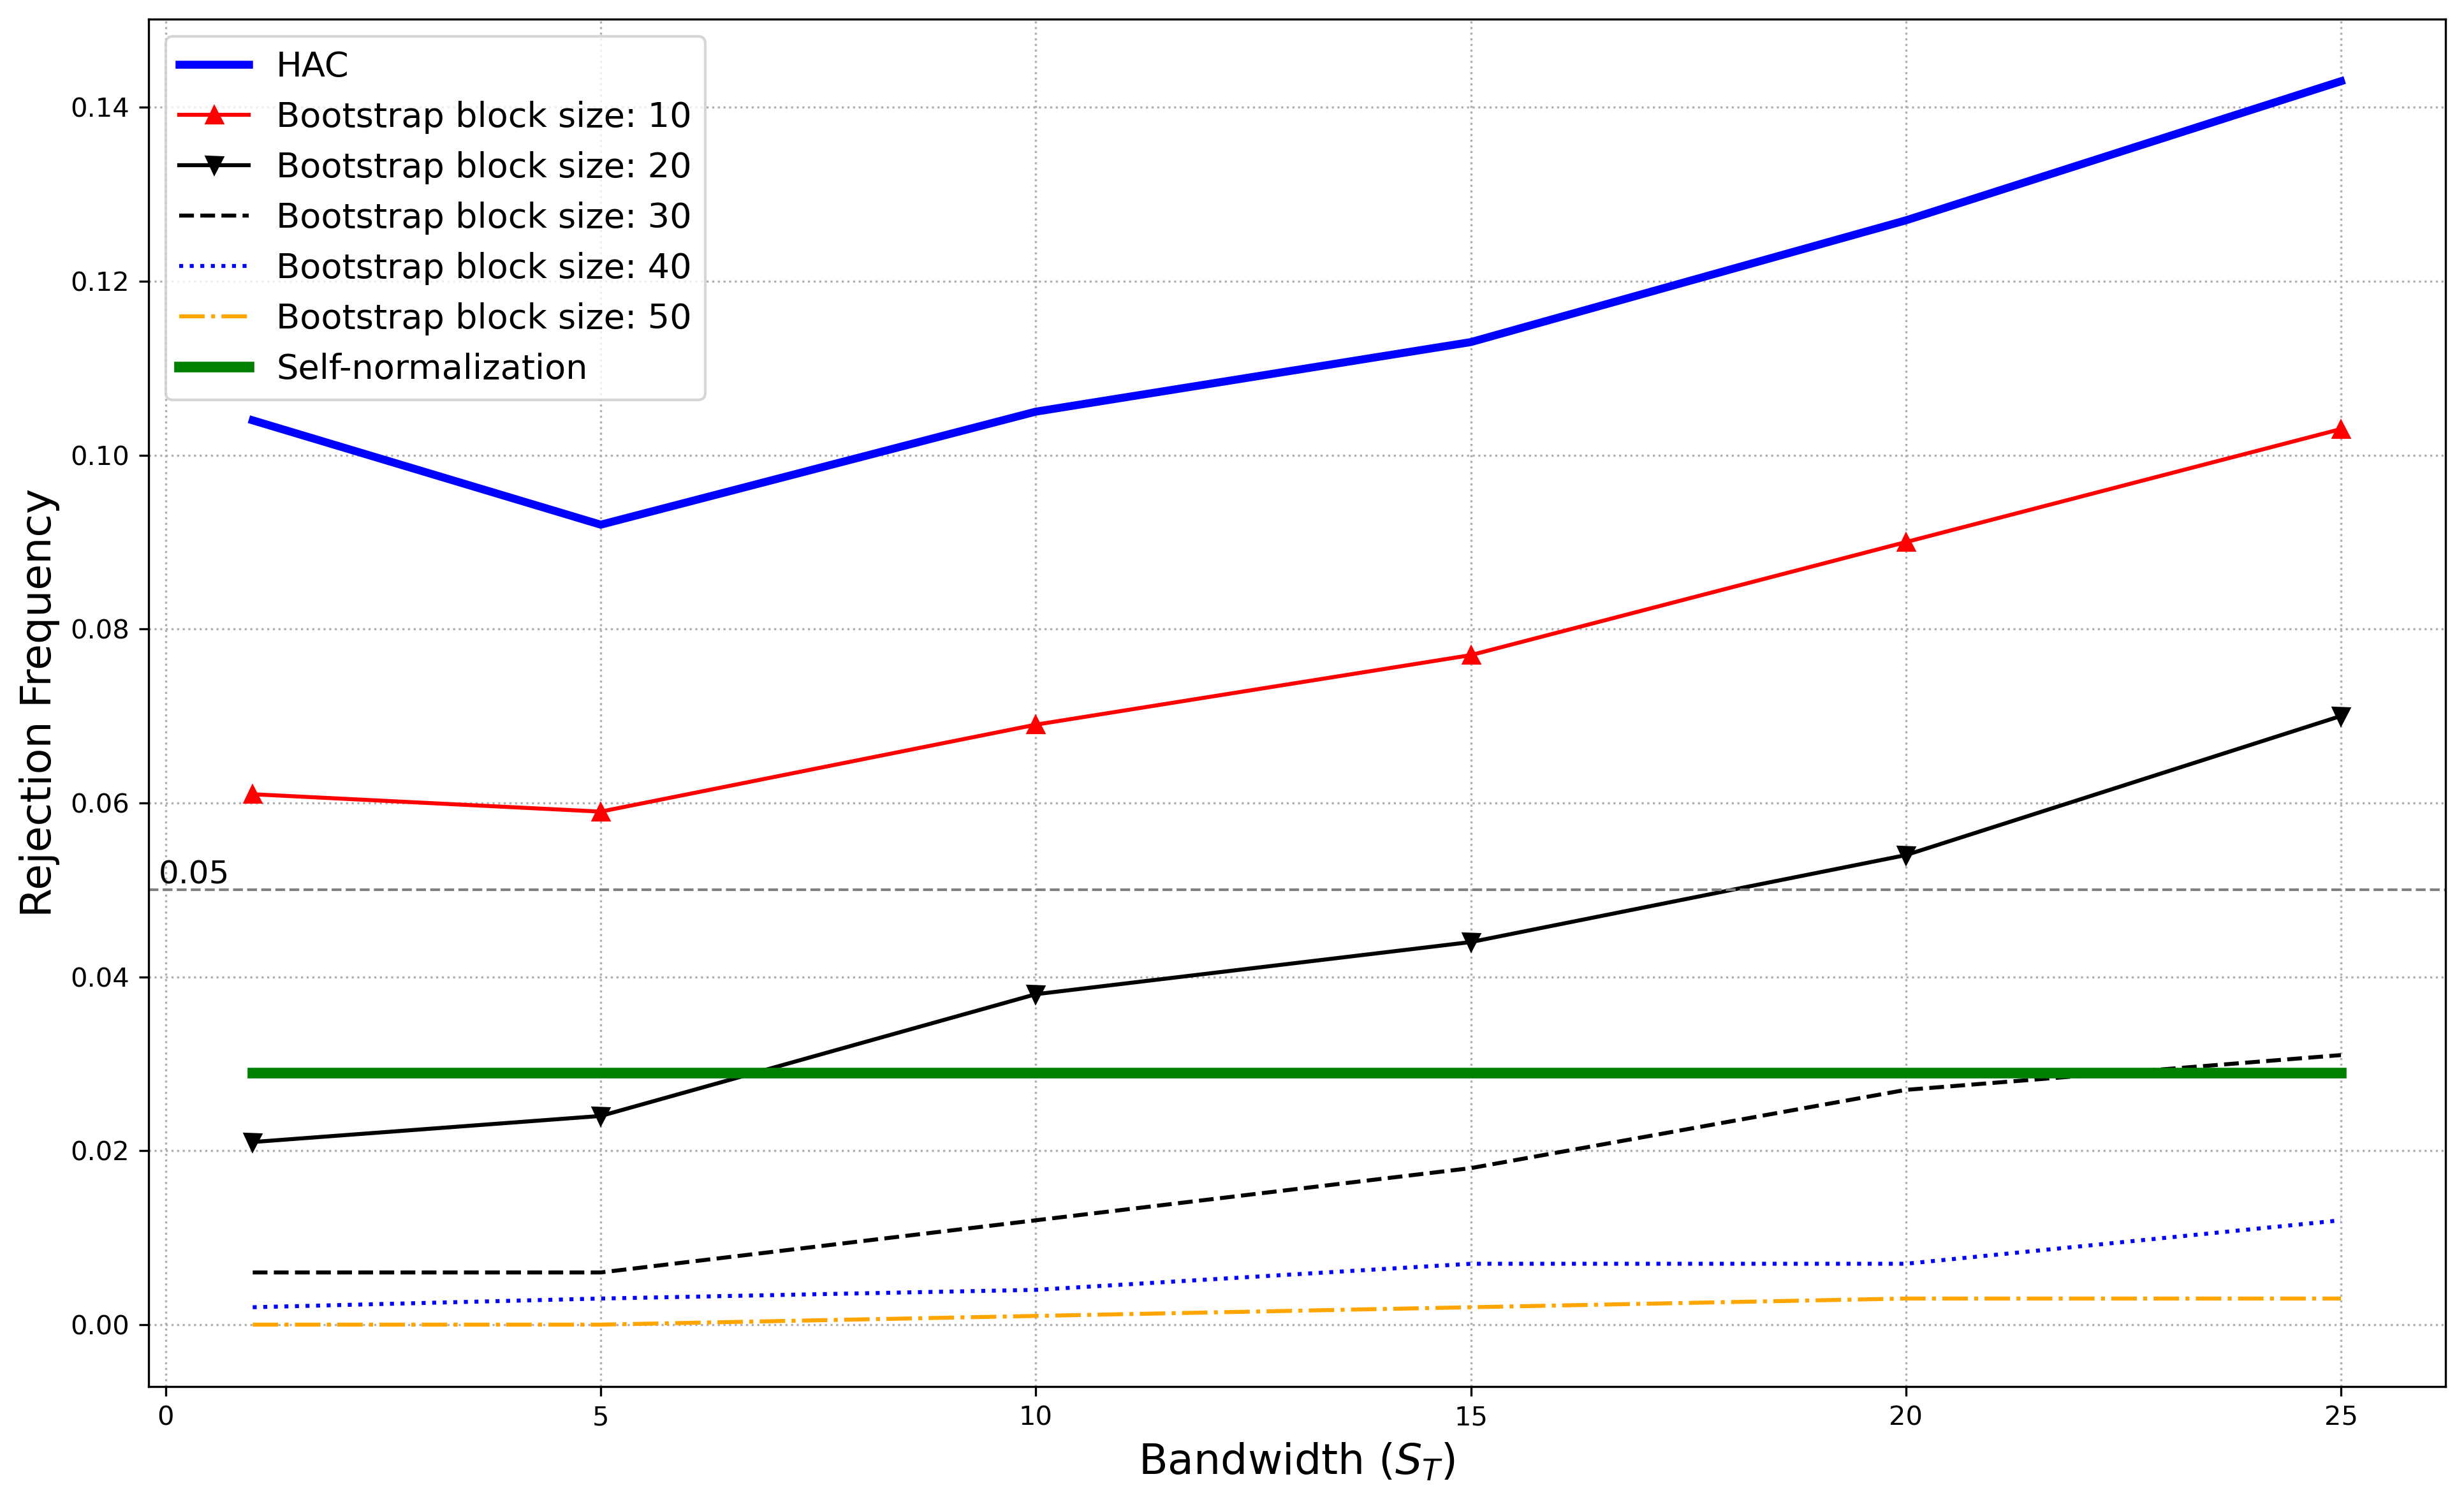 HAC
Bootstrap block size: 10
Bootstrap block size: 20
Bootstrap block size: 30
Bootstrap block size: 40
Bootstrap block size: 50
Self-normalization
0.14
0.12
0.10
0.08
0.06
0.05
0.04
0.02
0.00
Rejection Frequency
0 5 10 15 20 25
Bandwidth (S_T)